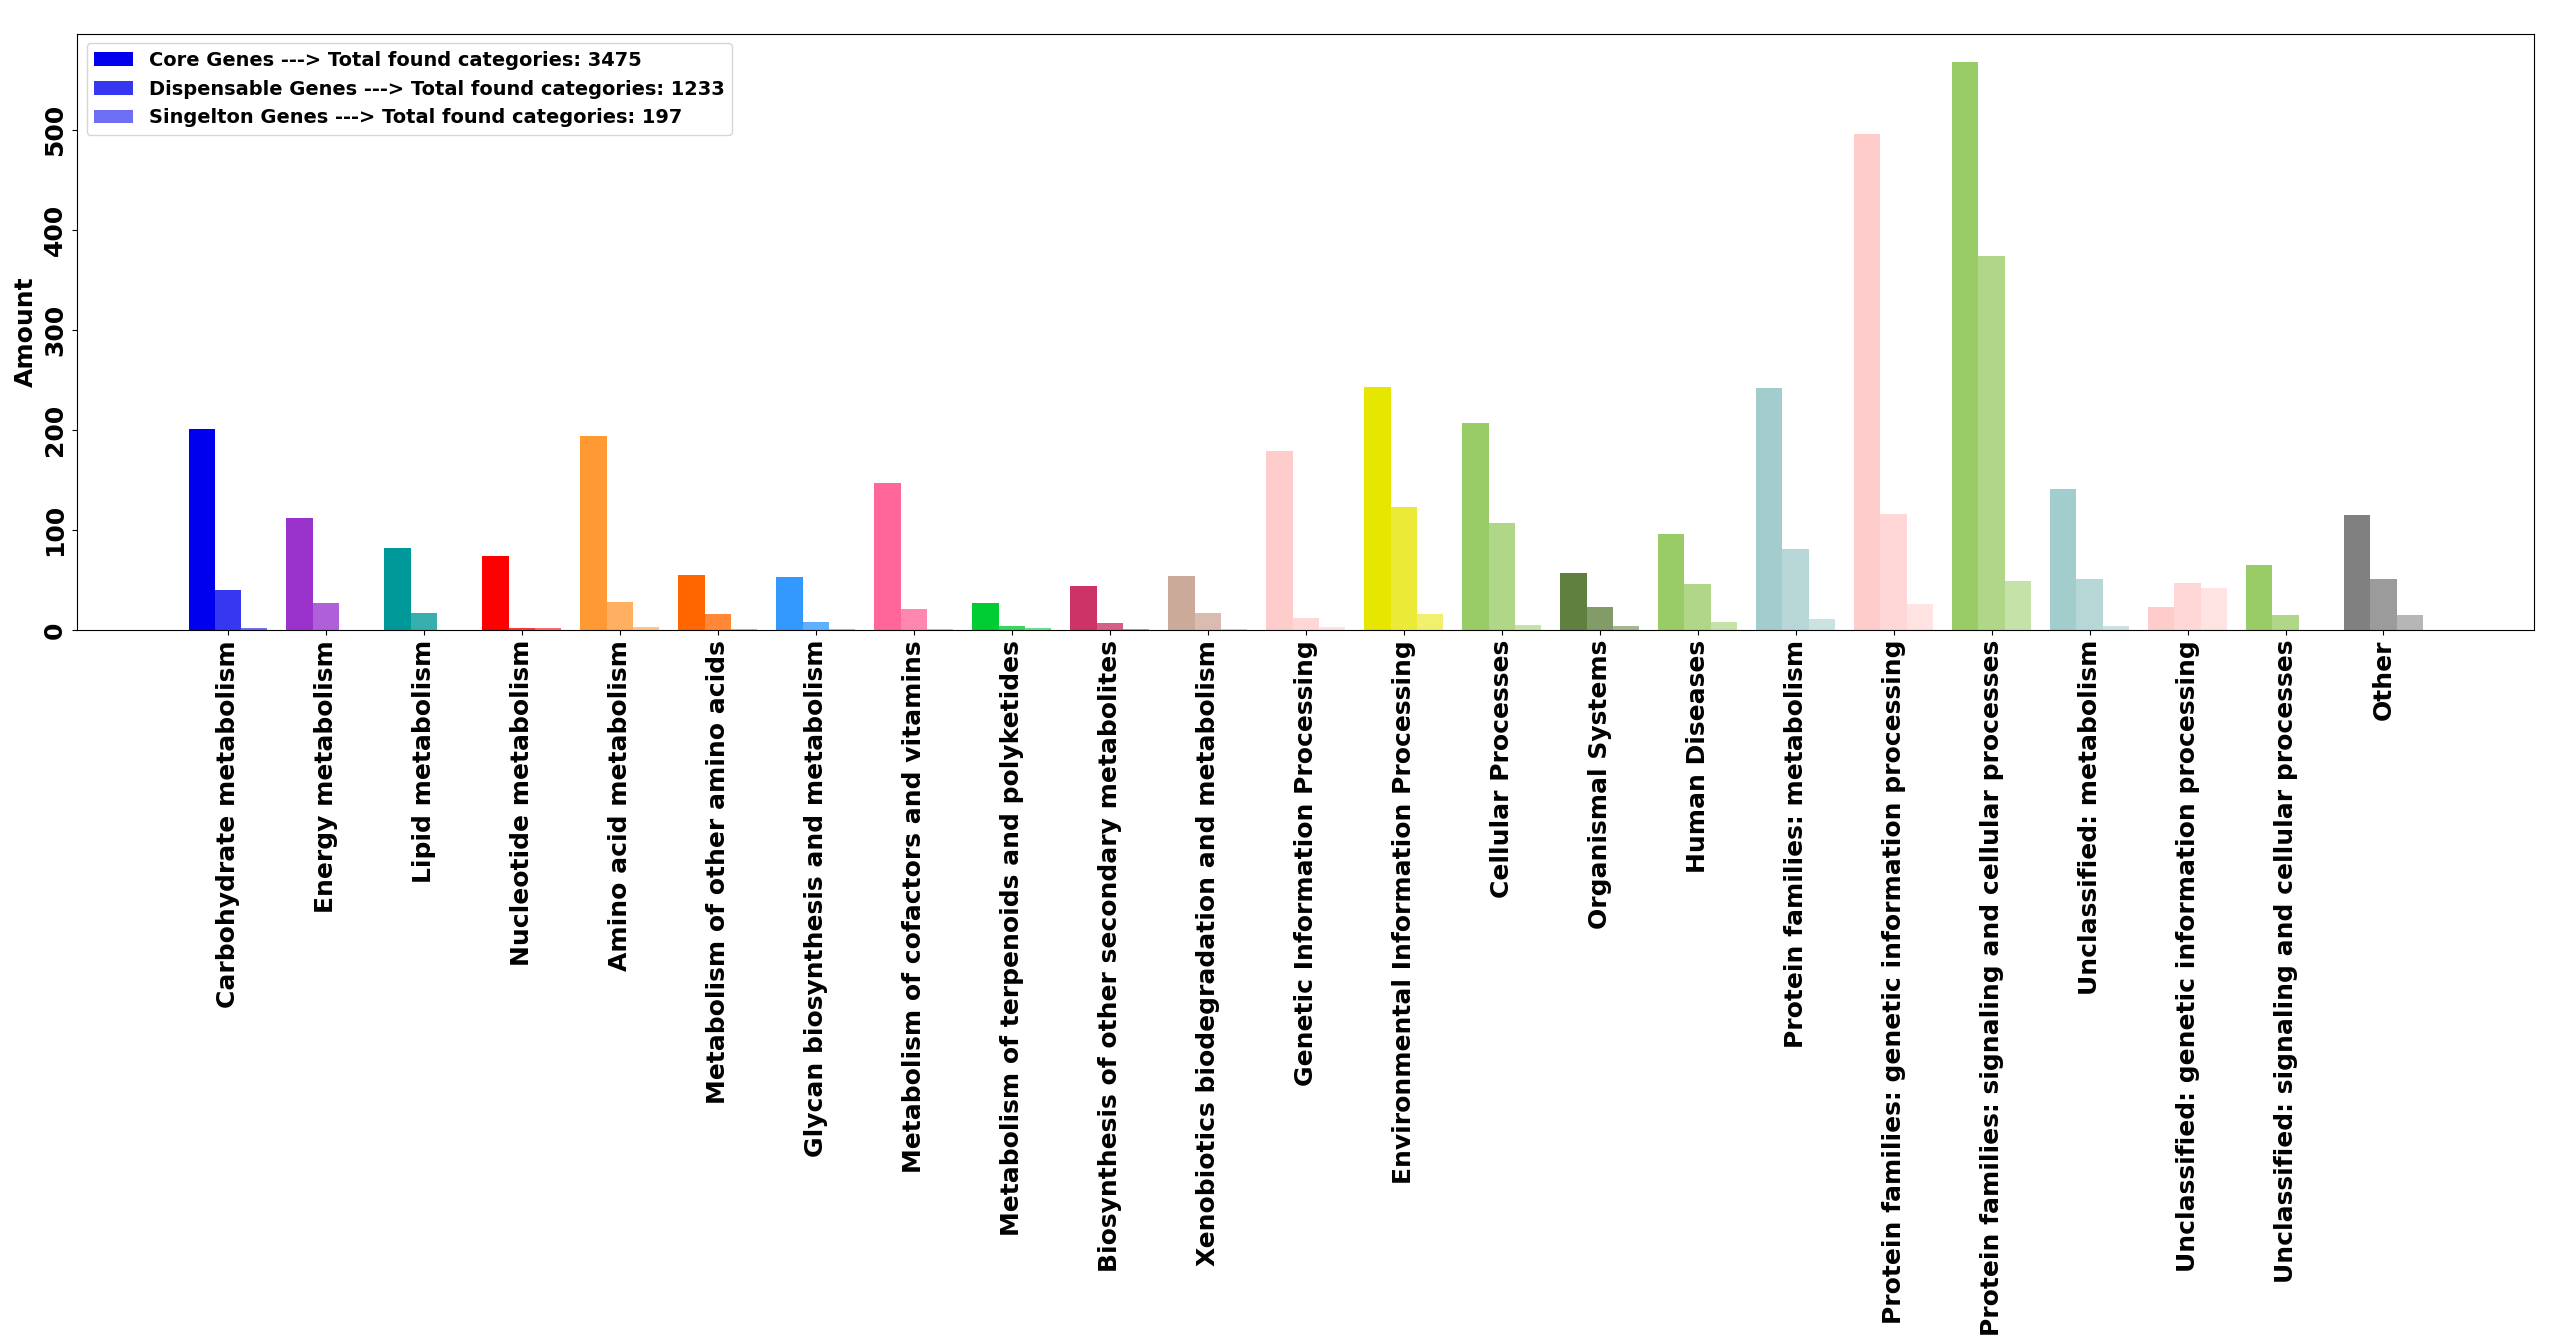 Core Genes ---> Total found categories: 3475
Dispensable Genes ---> Total found categories: 1233
Singelton Genes ---> Total found categories: 197
Amount
500
400
300
200
100
0
Carbohydrate metabolism
Energy metabolism
Lipid metabolism
Nucleotide metabolism
Amino acid metabolism
Metabolism of other amino acids
Glycan biosynthesis and metabolism
Metabolism of cofactors and vitamins
Metabolism of terpenoids and polyketides
Biosynthesis of other secondary metabolites
Xenobiotics biodegradation and metabolism
Genetic Information Processing
Environmental Information Processing
Cellular Processes
Organismal Systems
Human Diseases
Protein families: metabolism
Protein families: genetic information processing
Protein families: signaling and cellular processes
Unclassified: metabolism
Unclassified: genetic information processing
Unclassified: signaling and cellular processes
Other